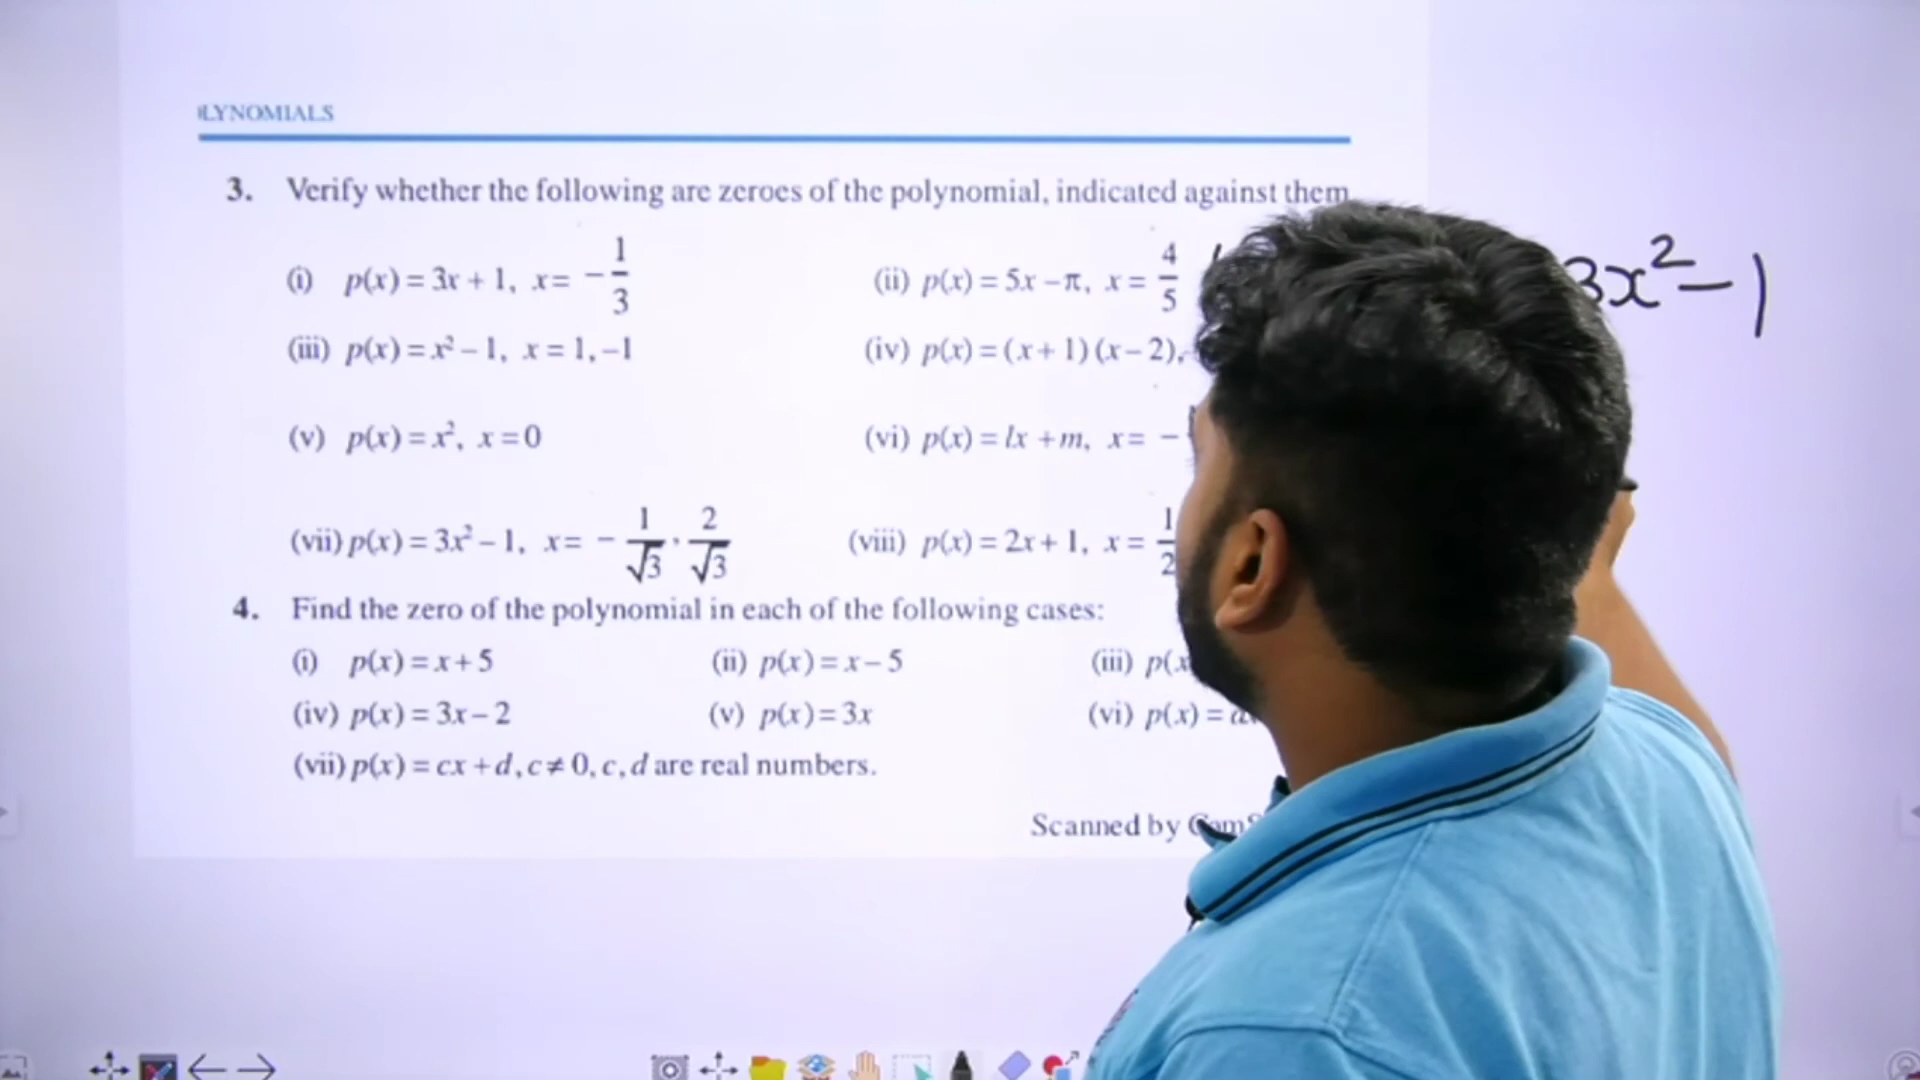 LYNOMIALS
3. Verify whether the following are zeroes of the polynomial, indicated against them
(i) p(x) = 3x + 1, x = -1/3 (ii) p(x) = 5x – π, x = 4/5
3x² - 1
(iii) p(x) = x² – 1, x = 1, –1 (iv) p(x) = (x + 1) (x – 2),
(v) p(x) = x², x = 0 (vi) p(x) = lx + m, x = –
(vii) p(x) = 3x² – 1, x = -1/√3, 2/√3 (viii) p(x) = 2x + 1, x = 1/2
4. Find the zero of the polynomial in each of the following cases:
(i) p(x) = x + 5 (ii) p(x) = x – 5 (iii) p(x
(iv) p(x) = 3x – 2 (v) p(x) = 3x (vi) p(x) = a
(vii) p(x) = cx + d, c ≠ 0, c, d are real numbers.
Scanned by CamS